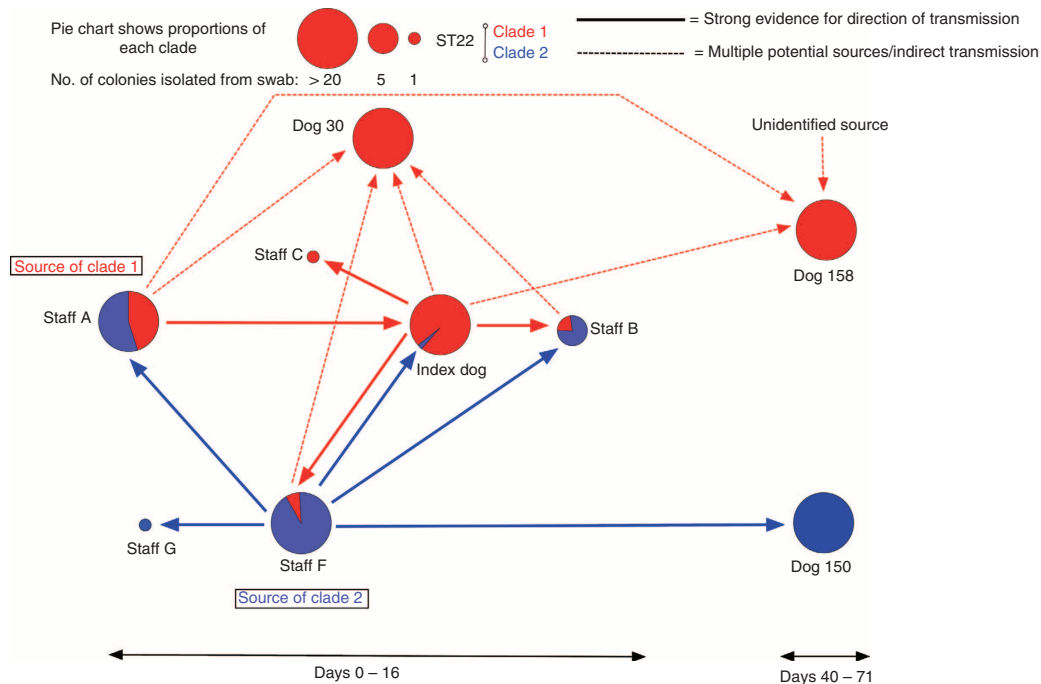 Pie chart shows proportions of
each clade
ST22
Clade 1
Clade 2
= Strong evidence for direction of transmission
= Multiple potential sources/indirect transmission
No. of colonies isolated from swab: > 20 5 1
Dog 30
Unidentified source
Staff C
Source of clade 1
Dog 158
Staff A
Staff B
Index dog
Staff G
Staff F
Dog 150
Source of clade 2
Days 0 – 16
Days 40 – 71